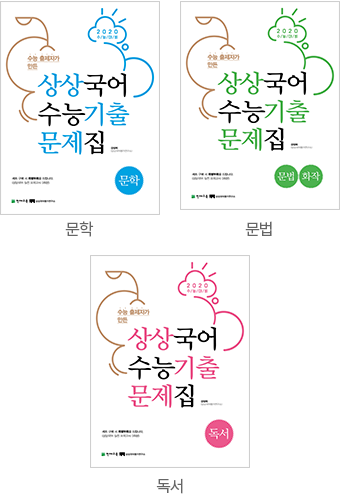 2020
수능 출제자가
만든
상상국어
수능기출
문제집
문학
문학
2020
수능 출제자가
만든
상상국어
수능기출
문제집
문법 화작
문법
2020
수능 출제자가
만든
상상국어
수능기출
문제집
독서
독서